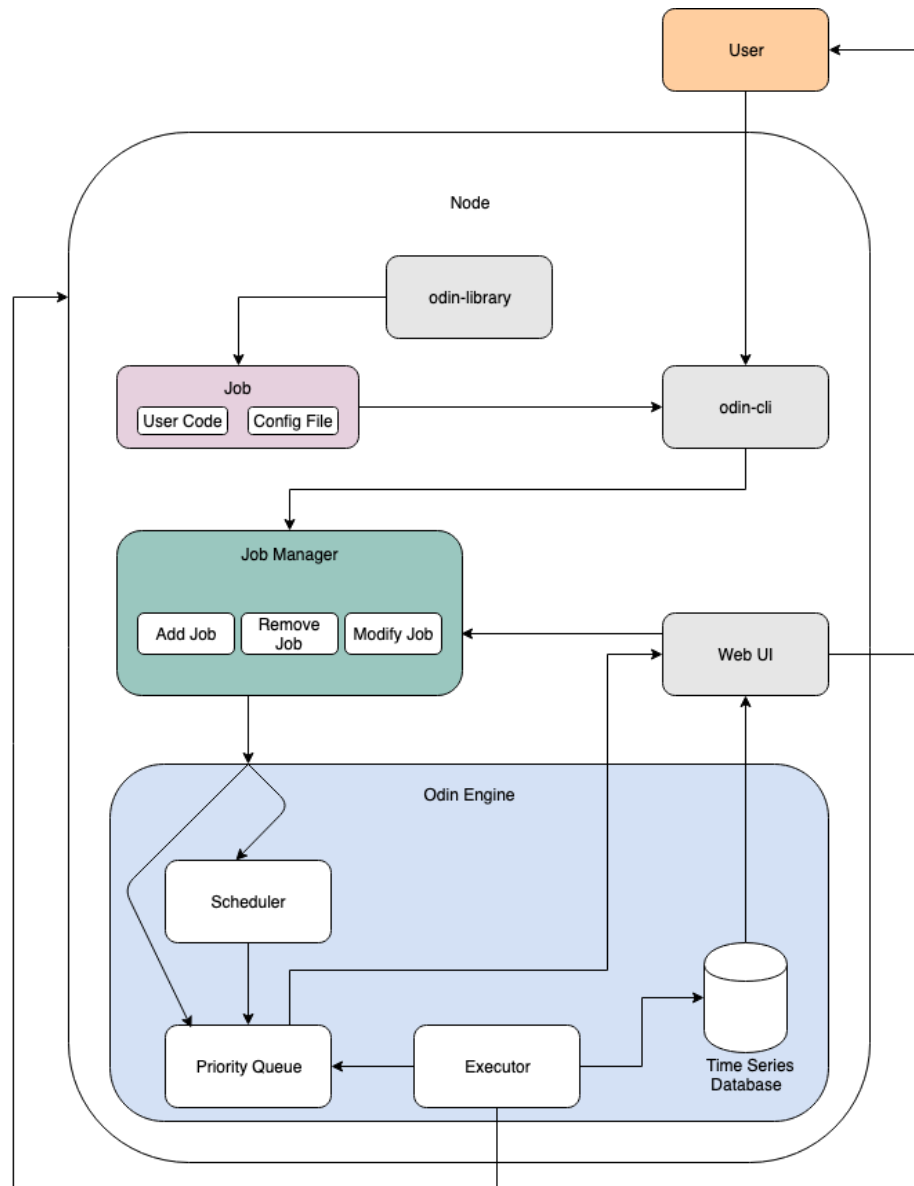 User
Node
odin-library
Job
User Code
Config File
odin-cli
Job Manager
Add Job
Remove
Job
Modify Job
Web UI
Odin Engine
Scheduler
Priority Queue
Executor
Time Series
Database